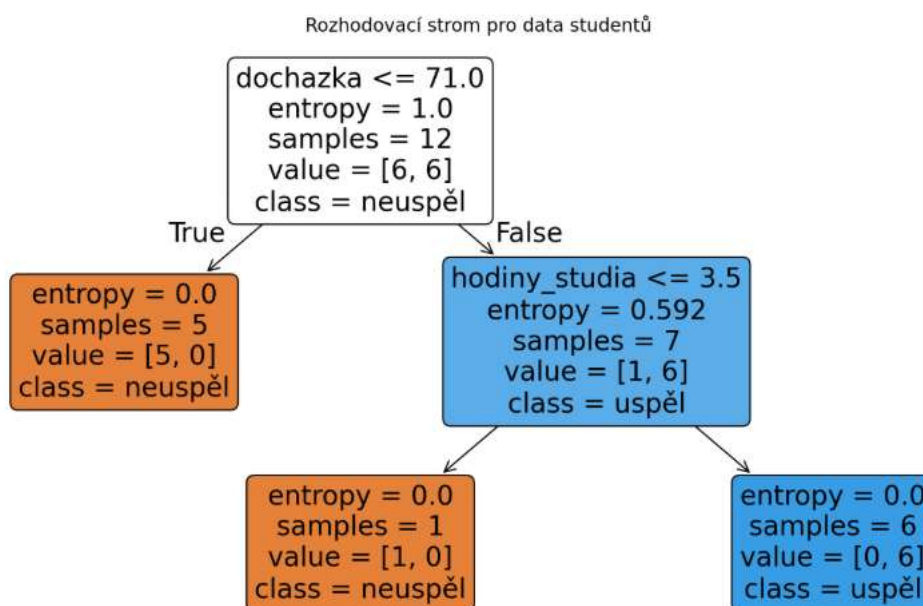 Rozhodovací strom pro data studentů
dochazka <= 71.0
entropy = 1.0
samples = 12
value = [6, 6]
class = neuspěl
True
False
entropy = 0.0
samples = 5
value = [5, 0]
class = neuspěl
hodiny_studia <= 3.5
entropy = 0.592
samples = 7
value = [1, 6]
class = uspěl
entropy = 0.0
samples = 1
value = [1, 0]
class = neuspěl
entropy = 0.0
samples = 6
value = [0, 6]
class = uspěl